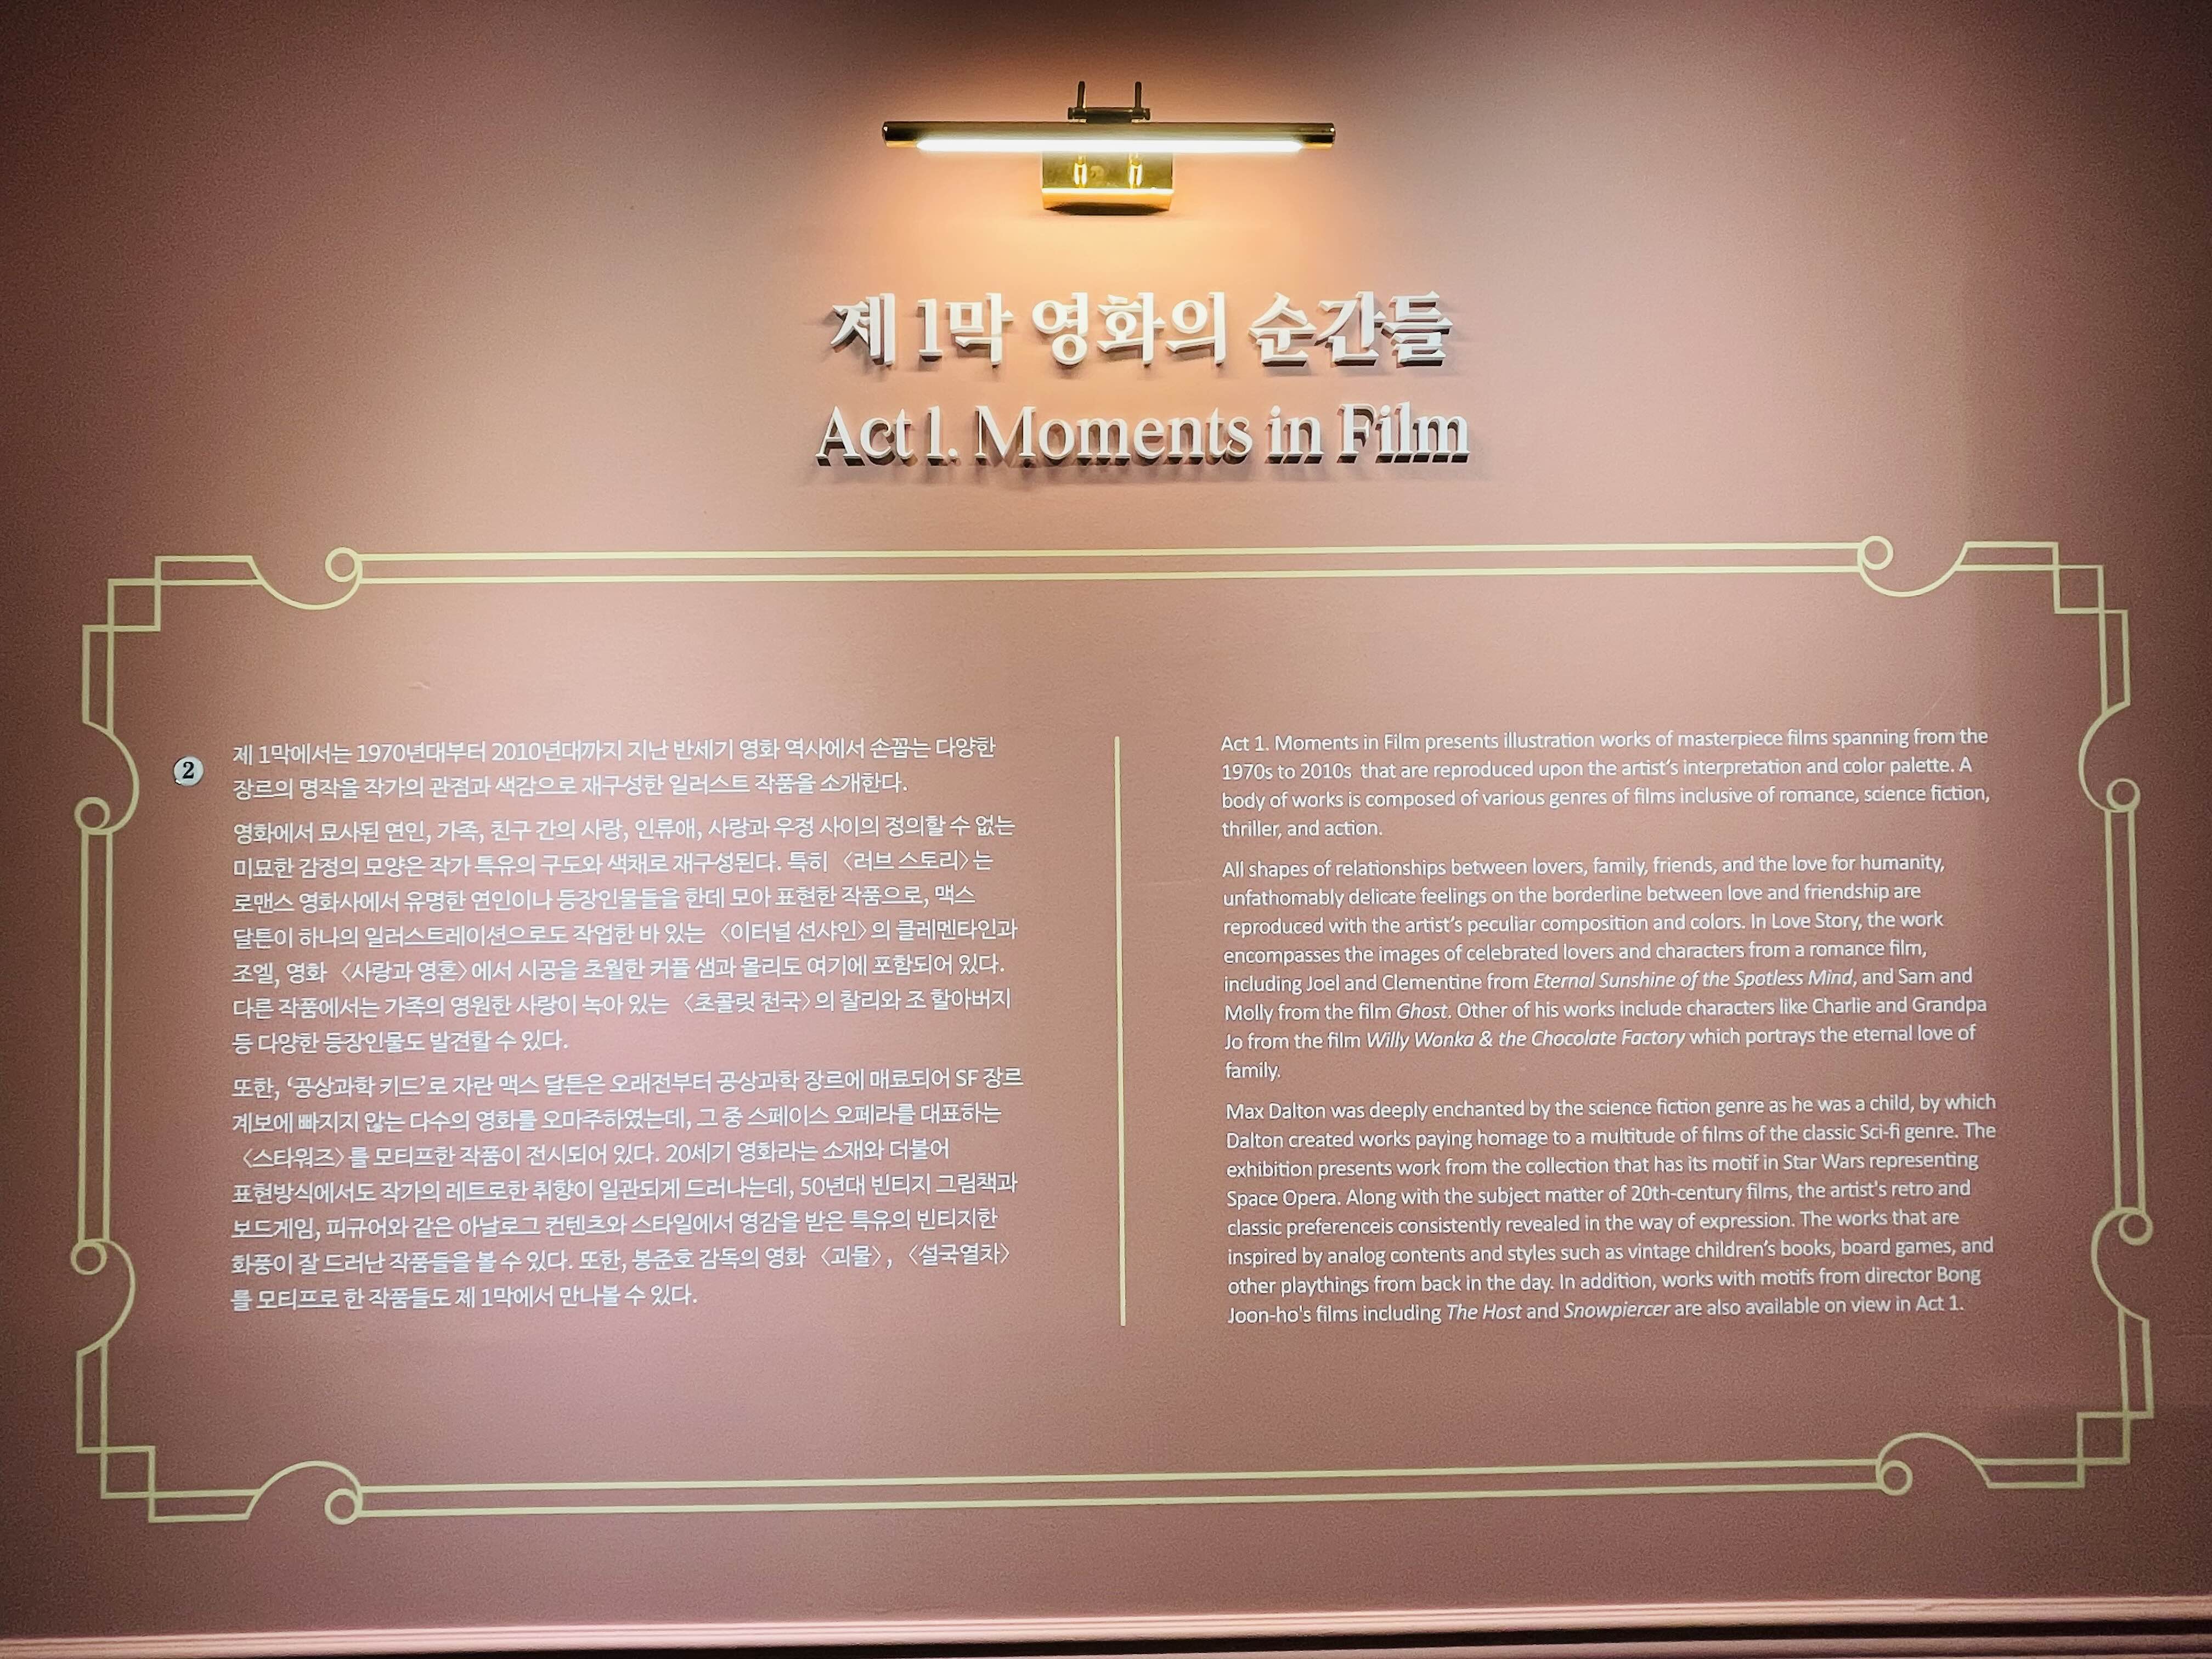 제 1막 영화의 순간들
Act 1. Moments in Film
2
제 1막에서는 1970년대부터 2010년대까지 지난 반세기 영화 역사에서 손꼽는 다양한
장르의 명작을 작가의 관점과 색감으로 재구성한 일러스트 작품을 소개한다.
영화에서 묘사된 연인, 가족, 친구 간의 사랑, 인류애, 사랑과 우정 사이의 정의할 수 없는
미묘한 감정의 모양은 작가 특유의 구도와 색채로 재구성된다. 특히 〈러브 스토리〉는
로맨스 영화사에서 유명한 연인이나 등장인물들을 한데 모아 표현한 작품으로, 맥스
달튼이 하나의 일러스트레이션으로도 작업한 바 있는 〈이터널 선샤인〉의 클레멘타인과
조엘, 영화 〈사랑과 영혼〉에서 시공을 초월한 커플 샘과 몰리도 여기에 포함되어 있다.
다른 작품에서는 가족의 영원한 사랑이 녹아 있는 〈초콜릿 천국〉의 찰리와 조 할아버지
등 다양한 등장인물도 발견할 수 있다.
또한, ‘공상과학 키드’로 자란 맥스 달튼은 오래전부터 공상과학 장르에 매료되어 SF 장르
계보에 빠지지 않는 다수의 영화를 오마주하였는데, 그 중 스페이스 오페라를 대표하는
〈스타워즈〉를 모티프한 작품이 전시되어 있다. 20세기 영화라는 소재와 더불어
표현방식에서도 작가의 레트로한 취향이 일관되게 드러나는데, 50년대 빈티지 그림책과
보드게임, 피규어와 같은 아날로그 컨텐츠와 스타일에서 영감을 받은 특유의 빈티지한
화풍이 잘 드러난 작품들을 볼 수 있다. 또한, 봉준호 감독의 영화 〈괴물〉, 〈설국열차〉
를 모티프로 한 작품들도 제 1막에서 만나볼 수 있다.
Act 1. Moments in Film presents illustration works of masterpiece films spanning from the
1970s to 2010s that are reproduced upon the artist’s interpretation and color palette. A
body of works is composed of various genres of films inclusive of romance, science fiction,
thriller, and action.
All shapes of relationships between lovers, family, friends, and the love for humanity,
unfathomably delicate feelings on the borderline between love and friendship are
reproduced with the artist’s peculiar composition and colors. In Love Story, the work
encompasses the images of celebrated lovers and characters from a romance film,
including Joel and Clementine from Eternal Sunshine of the Spotless Mind, and Sam and
Molly from the film Ghost. Other of his works include characters like Charlie and Grandpa
Jo from the film Willy Wonka & the Chocolate Factory which portrays the eternal love of
family.
Max Dalton was deeply enchanted by the science fiction genre as he was a child, by which
Dalton created works paying homage to a multitude of films of the classic Sci-fi genre. The
exhibition presents work from the collection that has its motif in Star Wars representing
Space Opera. Along with the subject matter of 20th-century films, the artist's retro and
classic preferenceis consistently revealed in the way of expression. The works that are
inspired by analog contents and styles such as vintage children’s books, board games, and
other playthings from back in the day. In addition, works with motifs from director Bong
Joon-ho's films including The Host and Snowpiercer are also available on view in Act 1.